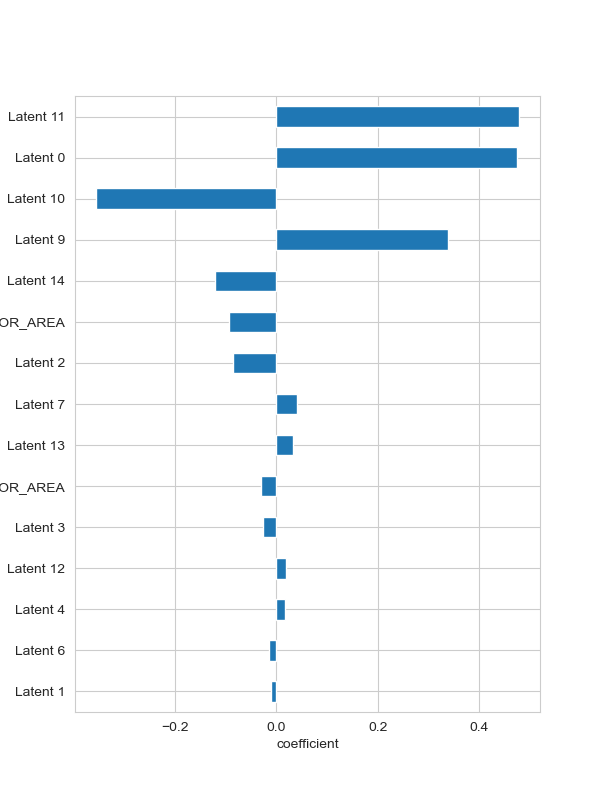 Latent 11
Latent 0
Latent 10
Latent 9
Latent 14
OR_AREA
Latent 2
Latent 7
Latent 13
OR_AREA
Latent 3
Latent 12
Latent 4
Latent 6
Latent 1
−0.2 0.0 0.2 0.4
coefficient